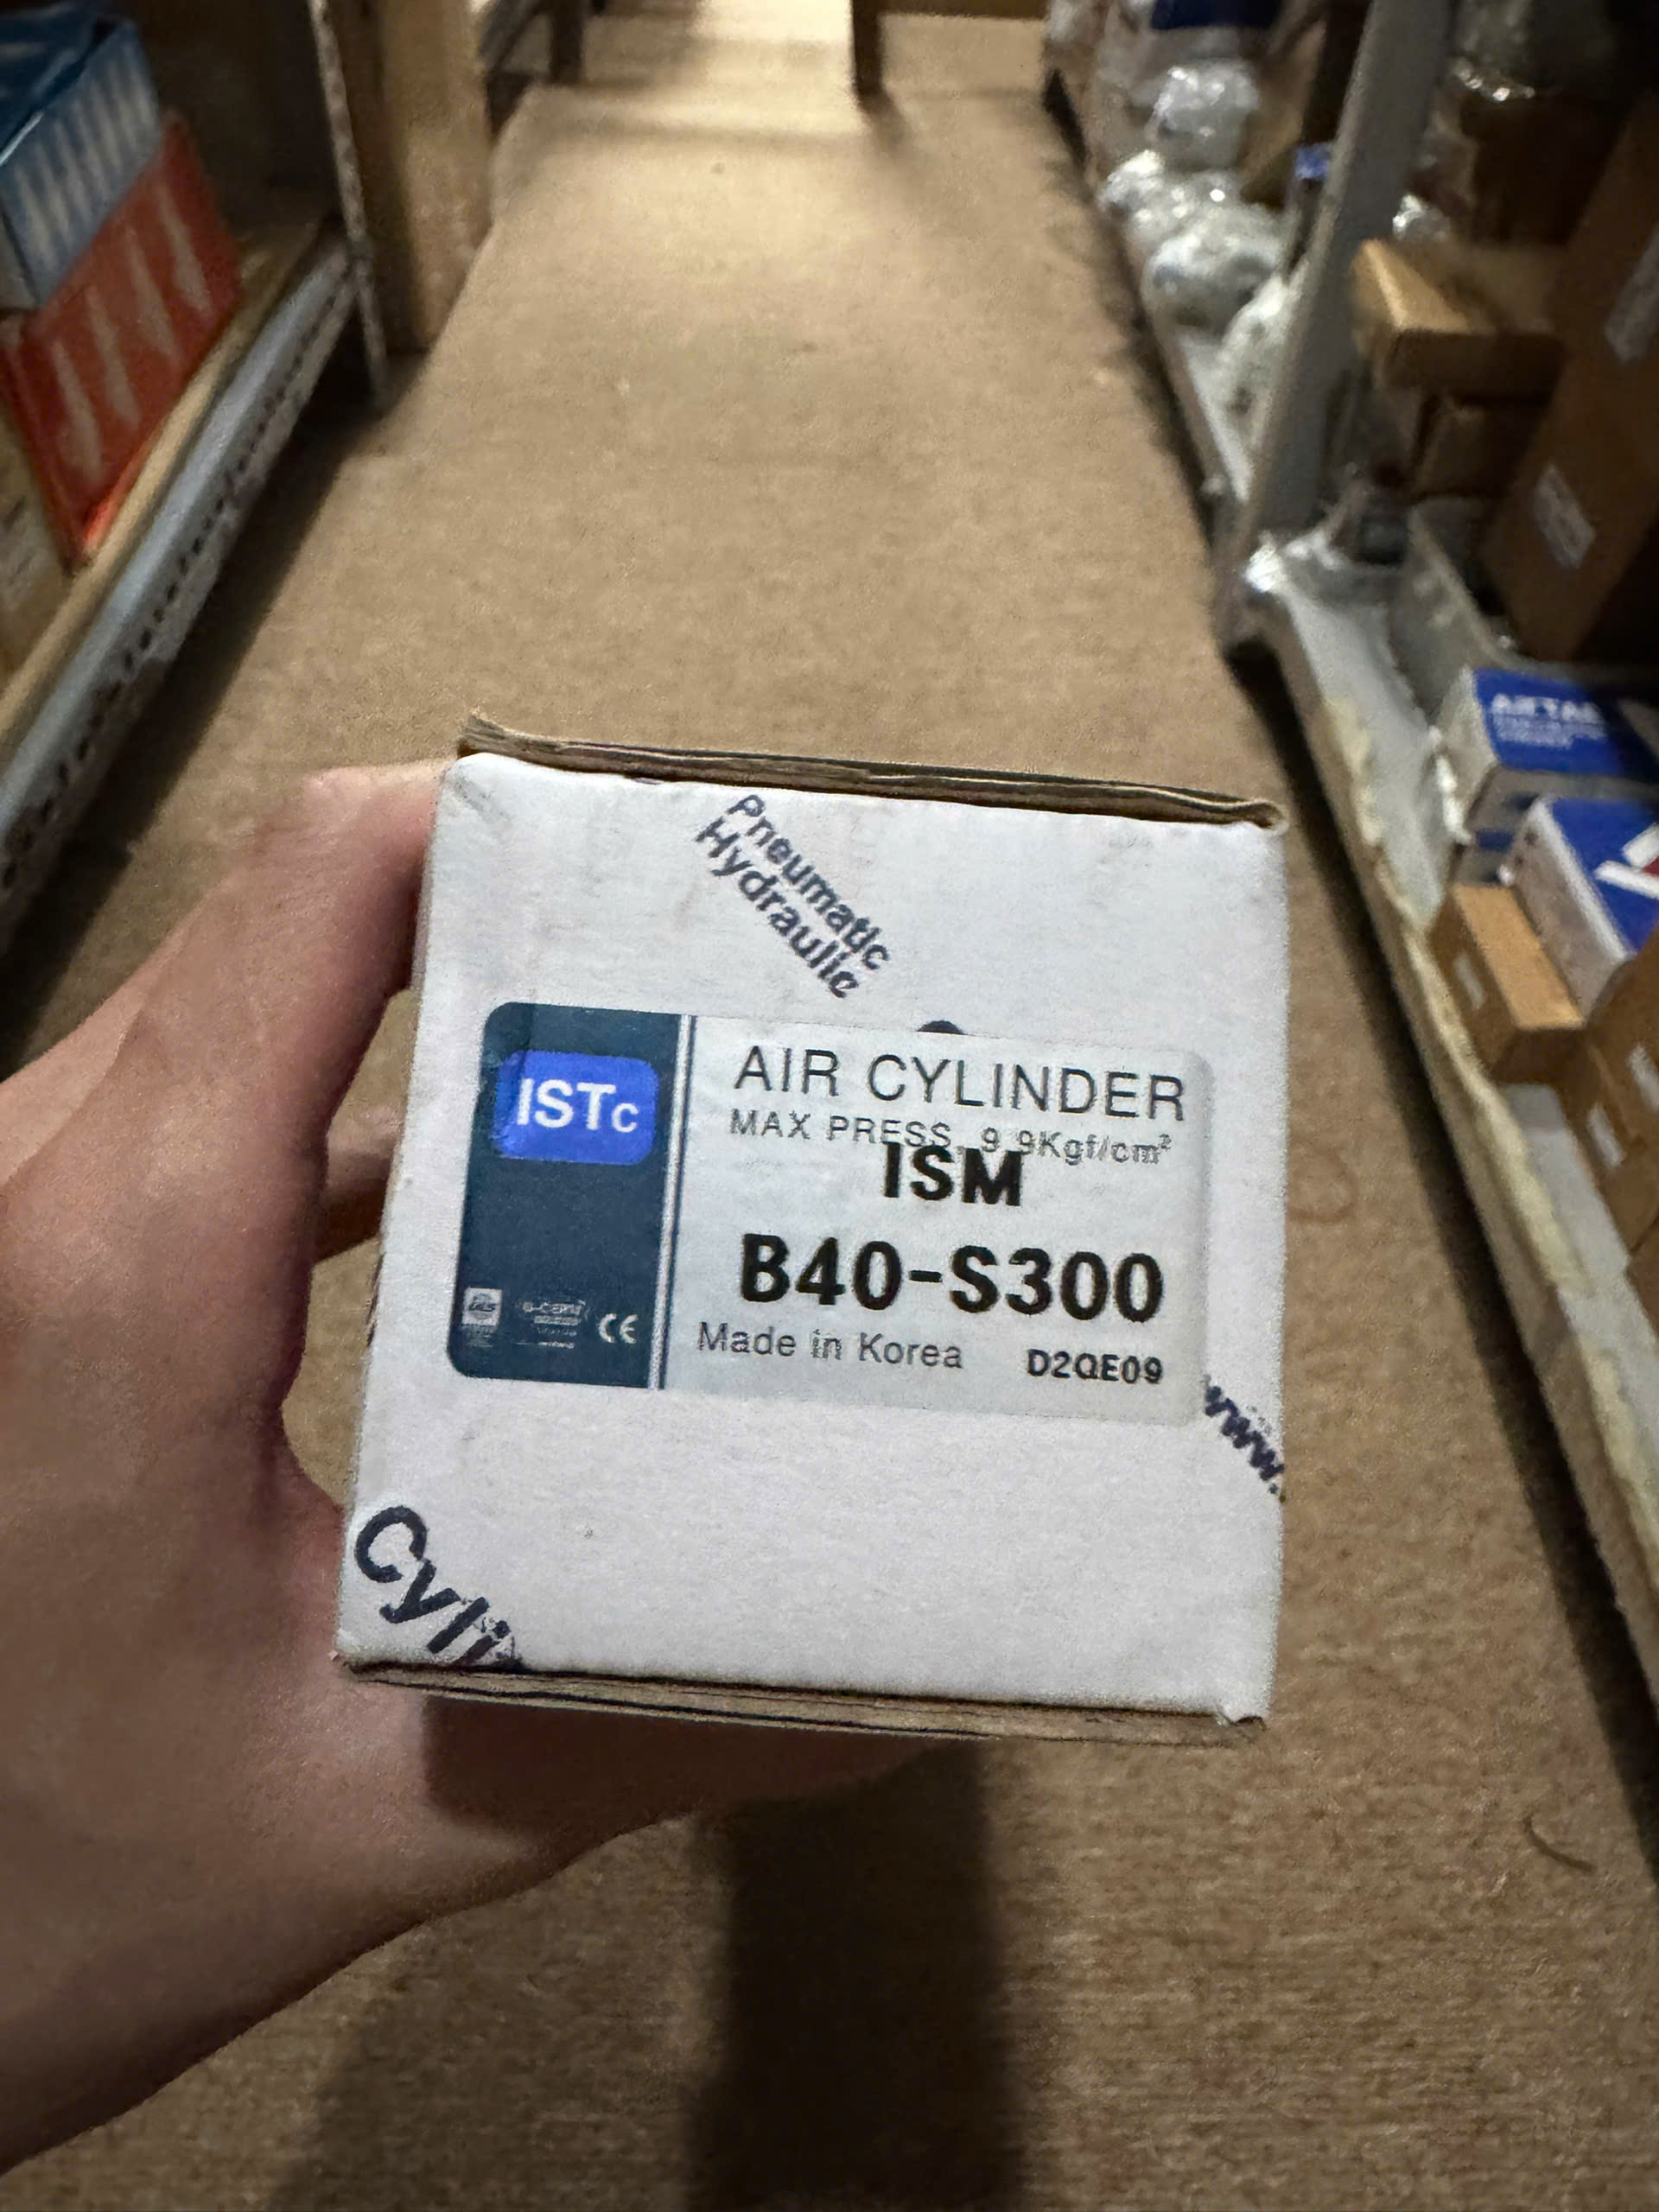 Pneumatic
Hydraulic
ISTc
AIR CYLINDER
MAX PRESS. 9.9Kgf/cm²
ISM
B40-S300
CE
Made in Korea
D2QE09
www.
Cyli
AIRTAC